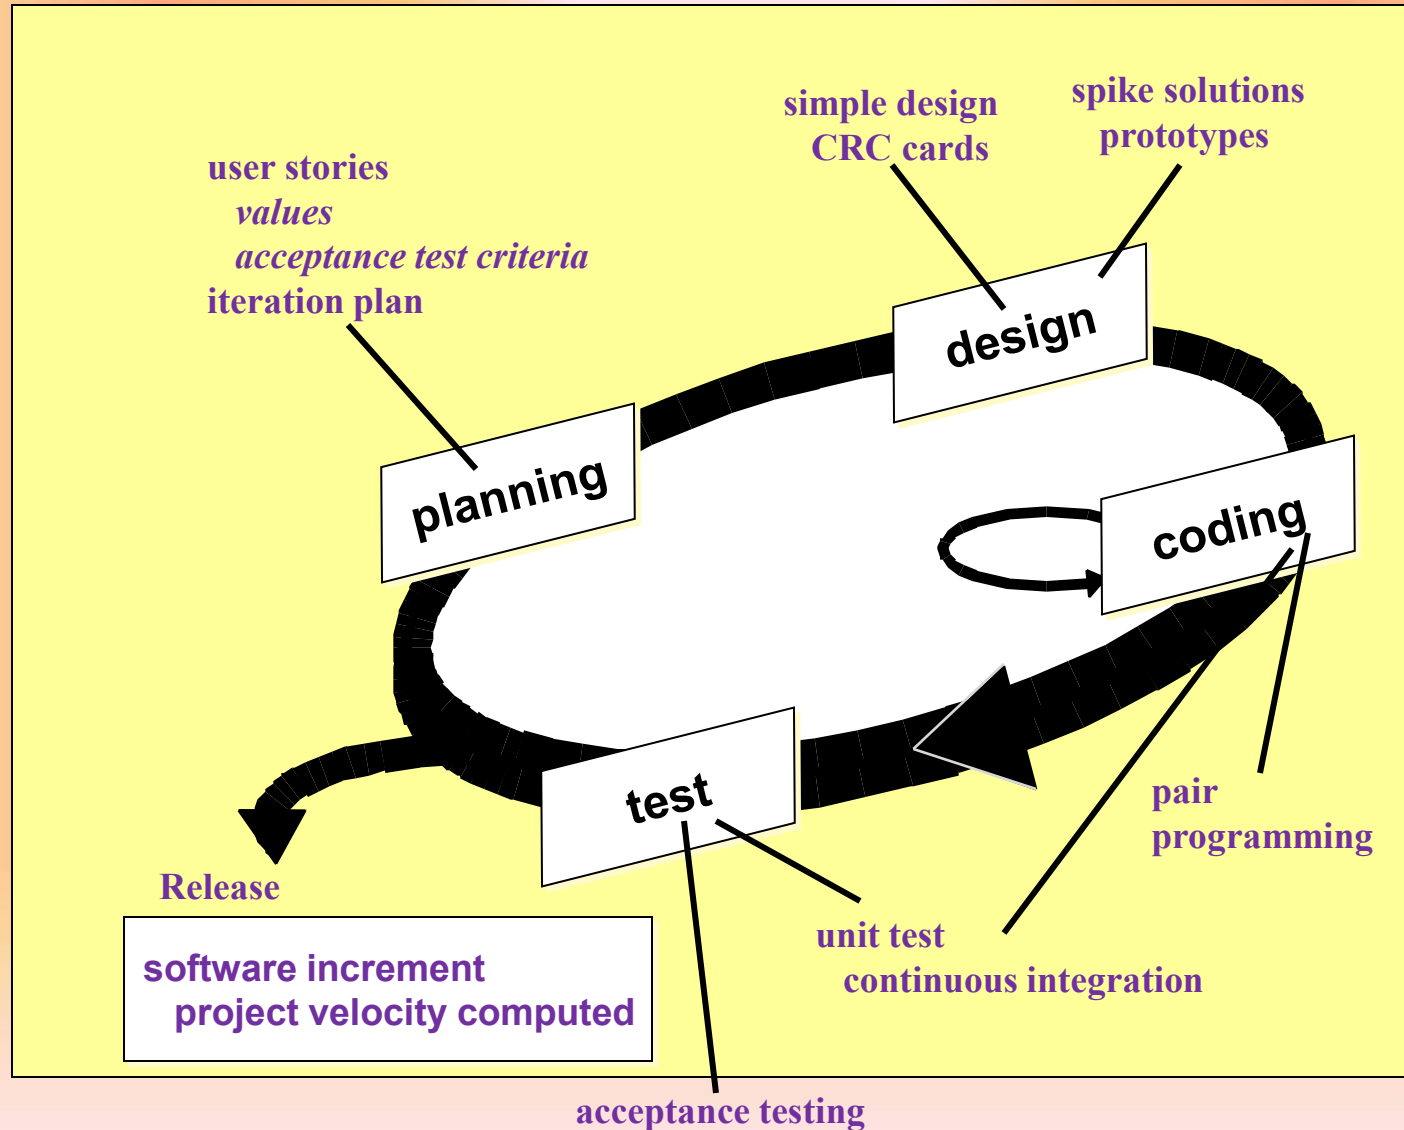 simple design
CRC cards
spike solutions
prototypes
user stories
values
acceptance test criteria
iteration plan
design
planning
coding
test
pair
programming
Release
unit test
continuous integration
software increment
project velocity computed
acceptance testing